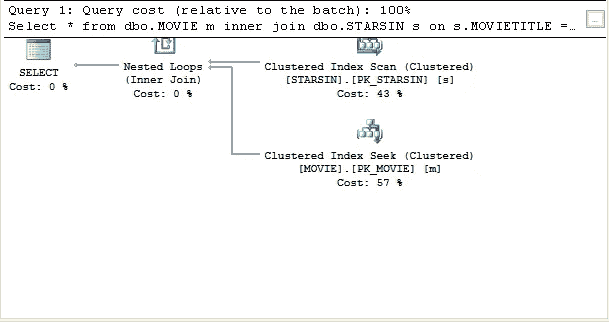 Query 1: Query cost (relative to the batch): 100%
Select * from dbo.MOVIE m inner join dbo.STARSIN s on s.MOVIETITLE =…
SELECT
Cost: 0 %
Nested Loops
(Inner Join)
Cost: 0 %
Clustered Index Scan (Clustered)
[STARSIN].[PK_STARSIN] [s]
Cost: 43 %
Clustered Index Seek (Clustered)
[MOVIE].[PK_MOVIE] [m]
Cost: 57 %